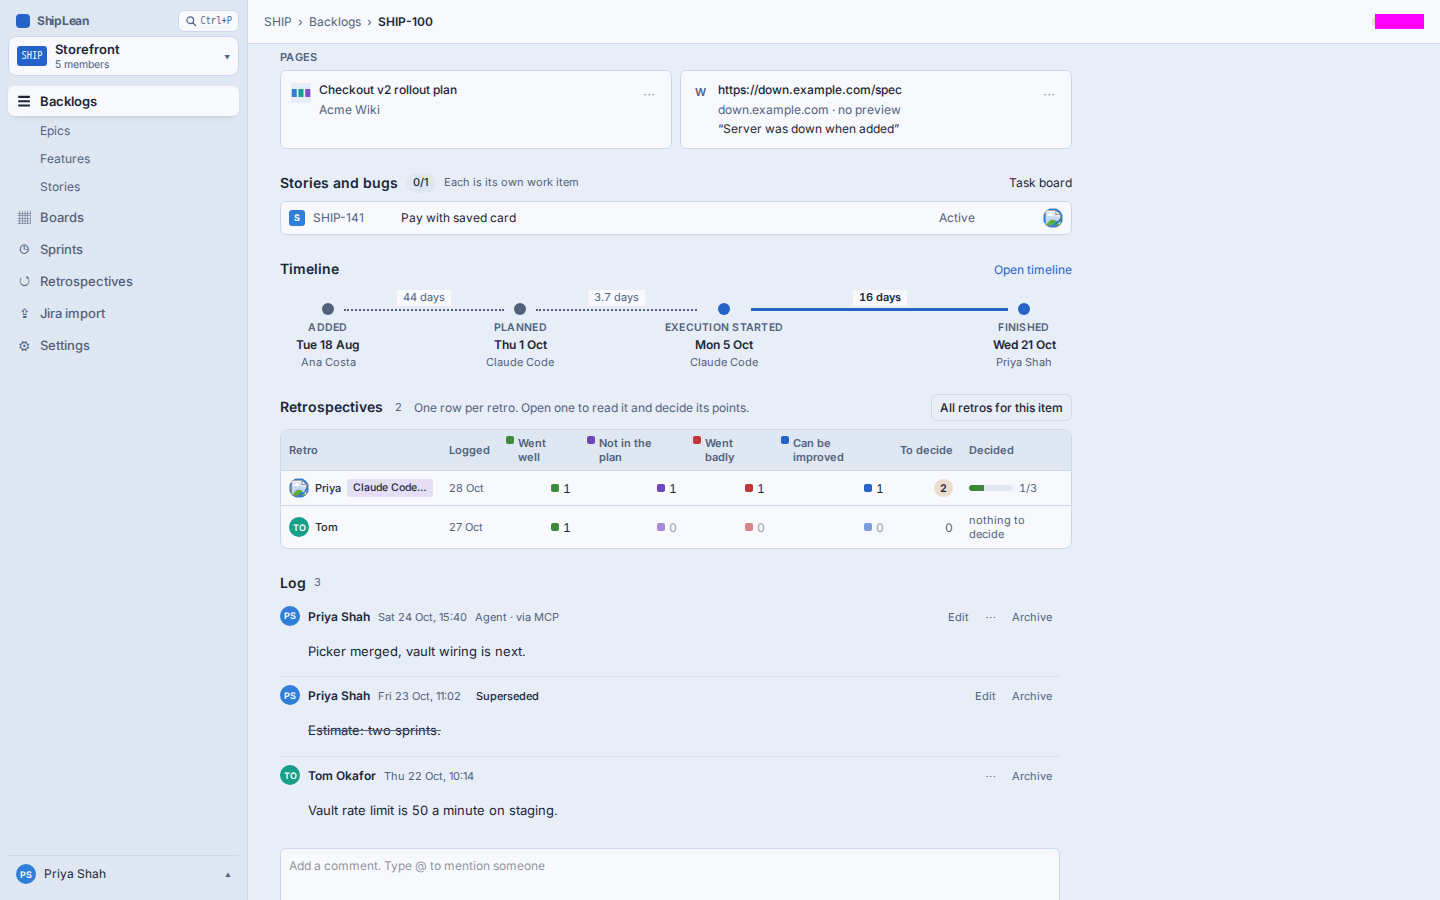 ShipLean
Ctrl+P
SHIP
Storefront
5 members
Backlogs
Epics
Features
Stories
Boards
Sprints
Retrospectives
Jira import
Settings
PS
Priya Shah
SHIP › Backlogs › SHIP-100
PAGES
Checkout v2 rollout plan
Acme Wiki
W
https://down.example.com/spec
down.example.com · no preview
“Server was down when added”
Stories and bugs 0/1 Each is its own work item Task board
S SHIP-141 Pay with saved card Active
Timeline Open timeline
44 days 3.7 days 16 days
ADDED PLANNED EXECUTION STARTED FINISHED
Tue 18 Aug Thu 1 Oct Mon 5 Oct Wed 21 Oct
Ana Costa Claude Code Claude Code Priya Shah
Retrospectives 2 One row per retro. Open one to read it and decide its points. All retros for this item
Retro Logged Went well Not in the plan Went badly Can be improved To decide Decided
Priya Claude Code... 28 Oct 1 1 1 1 2 1/3
TO Tom 27 Oct 1 0 0 0 0 nothing to decide
Log 3
PS Priya Shah Sat 24 Oct, 15:40 Agent · via MCP Edit ... Archive
Picker merged, vault wiring is next.
PS Priya Shah Fri 23 Oct, 11:02 Superseded Edit Archive
Estimate: two sprints.
TO Tom Okafor Thu 22 Oct, 10:14 ... Archive
Vault rate limit is 50 a minute on staging.
Add a comment. Type @ to mention someone